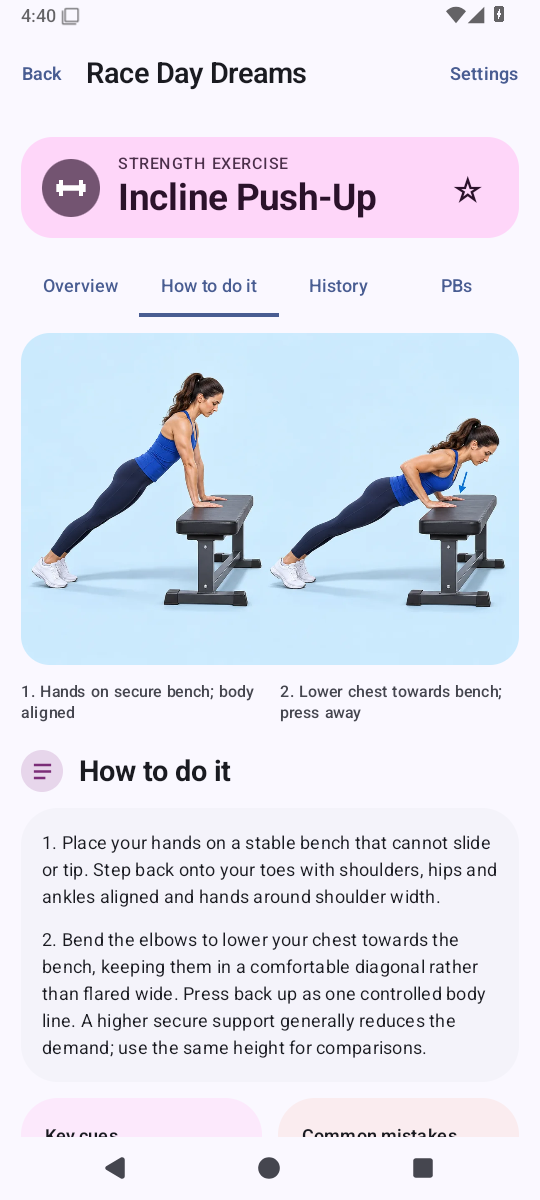 4:40
Back
Race Day Dreams
Settings
STRENGTH EXERCISE
Incline Push-Up
Overview
How to do it
History
PBs
1. Hands on secure bench; body
aligned
2. Lower chest towards bench;
press away
How to do it
1. Place your hands on a stable bench that cannot slide
or tip. Step back onto your toes with shoulders, hips and
ankles aligned and hands around shoulder width.
2. Bend the elbows to lower your chest towards the
bench, keeping them in a comfortable diagonal rather
than flared wide. Press back up as one controlled body
line. A higher secure support generally reduces the
demand; use the same height for comparisons.
Key cues
Common mistakes